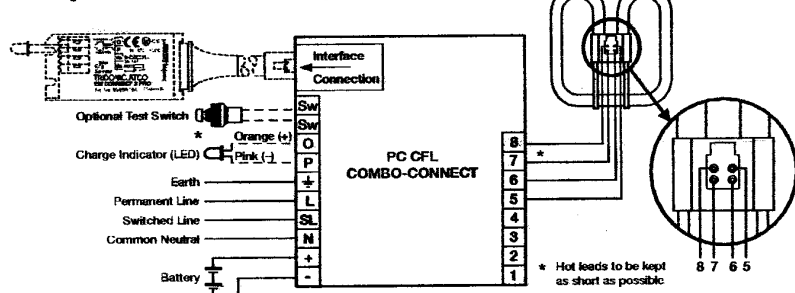 TRIDONIC.ATCO
Interface
Connection
Optional Test Switch
*
Sw
Sw
Orange (+)
O
Charge Indicator (LED)
Pink (–)
P
Earth
⏚
Permanent Line
L
Switched Line
SL
Common Neutral
N
Battery
+
-
PC CFL
COMBO-CONNECT
8
7
6
5
4
3
2
1
*
* Hot leads to be kept
as short as possible
8 7 6 5